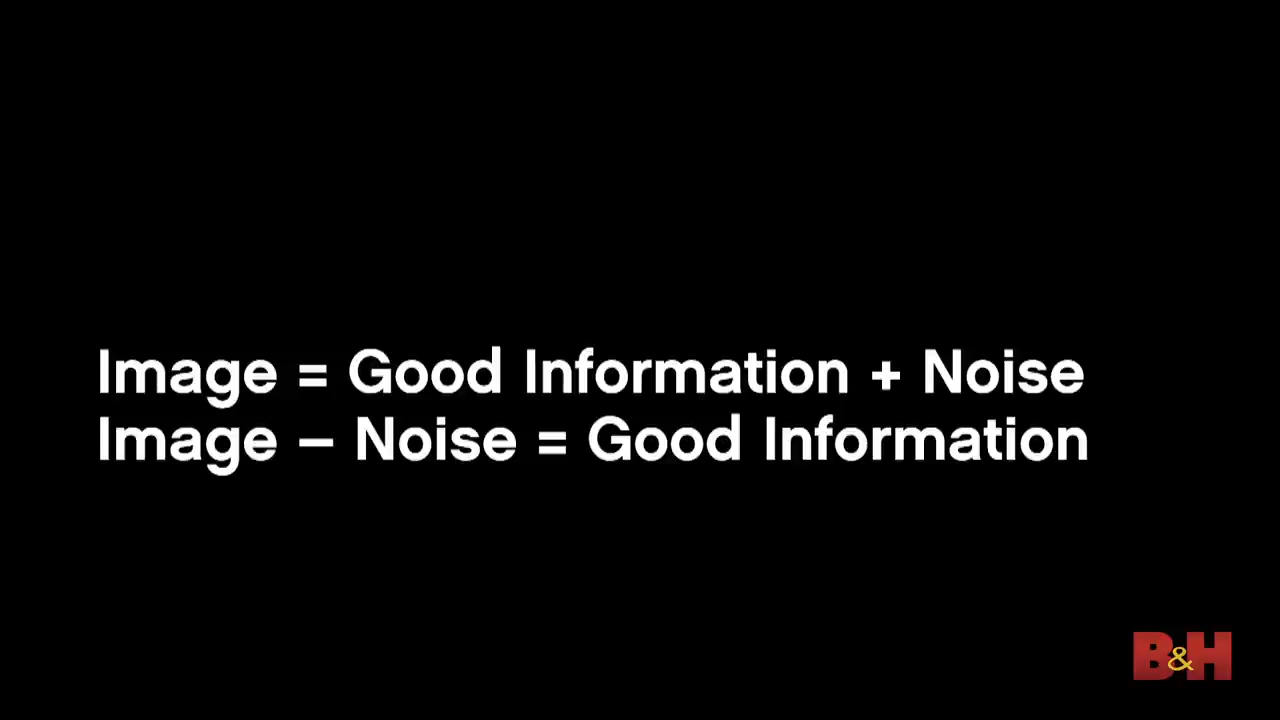 Image = Good Information + Noise
Image – Noise = Good Information
B&H